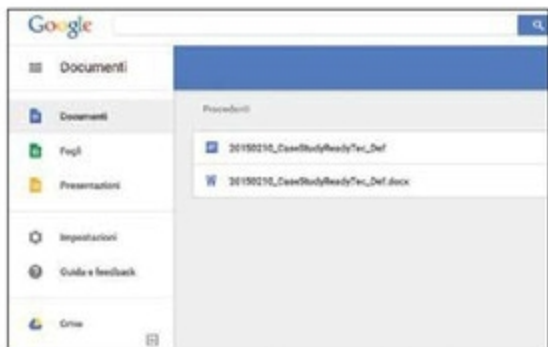 Google
Documenti
Documenti
Fogli
Presentazioni
Impostazioni
Guida e feedback
Drive
Precedenti
20150210_CaseStudyReadyTec_Def
20150210_CaseStudyReadyTec_Def.docx